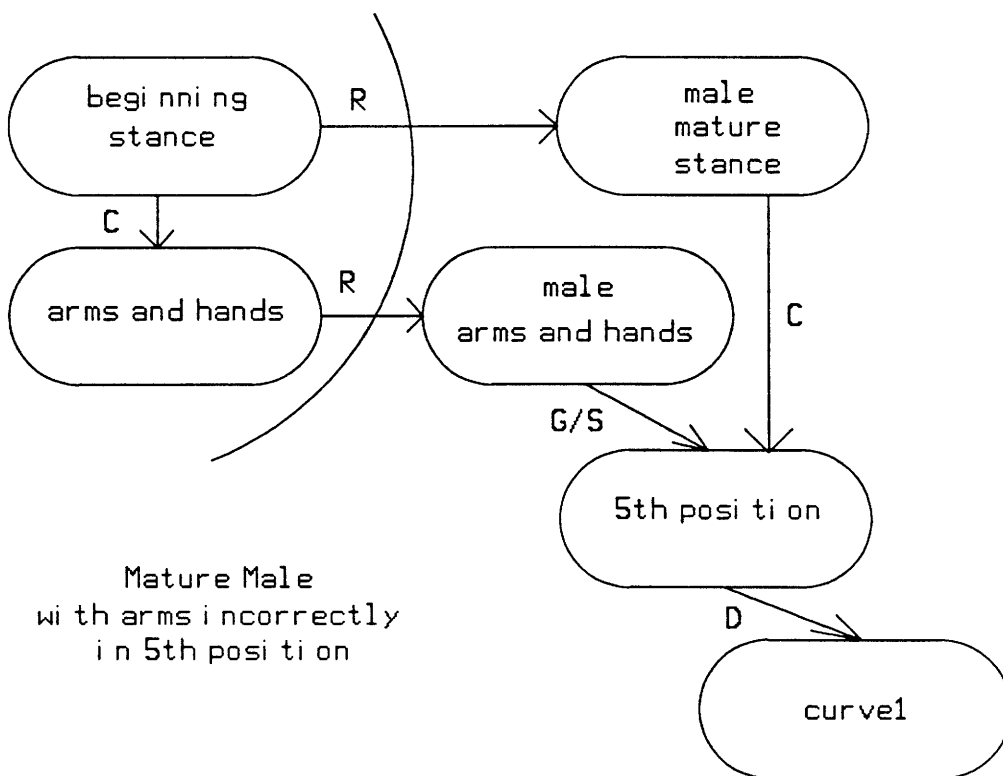 beginning
stance
R
male
mature
stance
C
arms and hands
R
male
arms and hands
C
G/S
5th position
Mature Male
with arms incorrectly
in 5th position
D
curve1